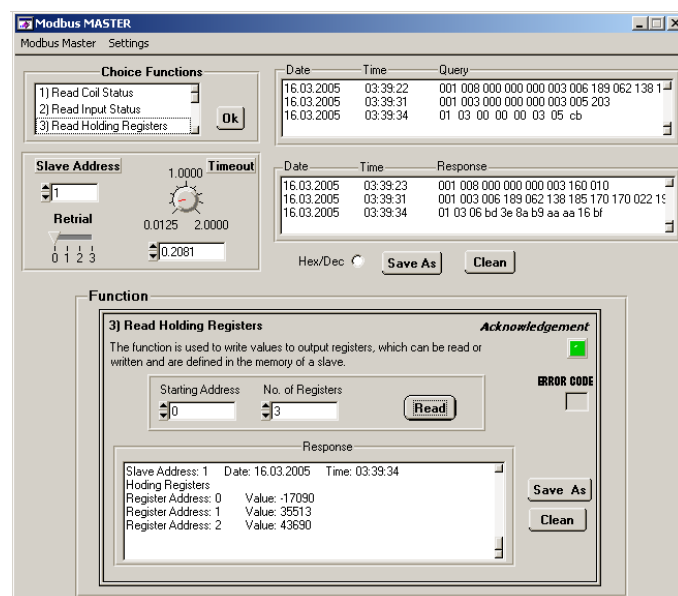 Modbus MASTER
Modbus Master Settings
Choice Functions
1) Read Coil Status
2) Read Input Status
3) Read Holding Registers
Ok
Date Time Query
16.03.2005 03:39:22 001 008 000 000 000 003 006 189 062 138 1
16.03.2005 03:39:31 001 003 000 000 000 003 005 203
16.03.2005 03:39:34 01 03 00 00 00 03 05 cb
Slave Address
1
Retrial
0 1 2 3
Timeout
1.0000
0.0125 2.0000
0.2081
Date Time Response
16.03.2005 03:39:23 001 008 000 000 000 003 160 010
16.03.2005 03:39:31 001 003 006 189 062 138 185 170 170 022 19
16.03.2005 03:39:34 01 03 06 bd 3e 8a b9 aa aa 16 bf
Hex/Dec Save As Clean
Function
3) Read Holding Registers
Acknowledgement
The function is used to write values to output registers, which can be read or
written and are defined in the memory of a slave.
ERROR CODE
Starting Address No. of Registers
0 3 Read
Response
Slave Address: 1 Date: 16.03.2005 Time: 03:39:34
Hoding Registers
Register Address: 0 Value: -17090
Register Address: 1 Value: 35513
Register Address: 2 Value: 43690
Save As
Clean